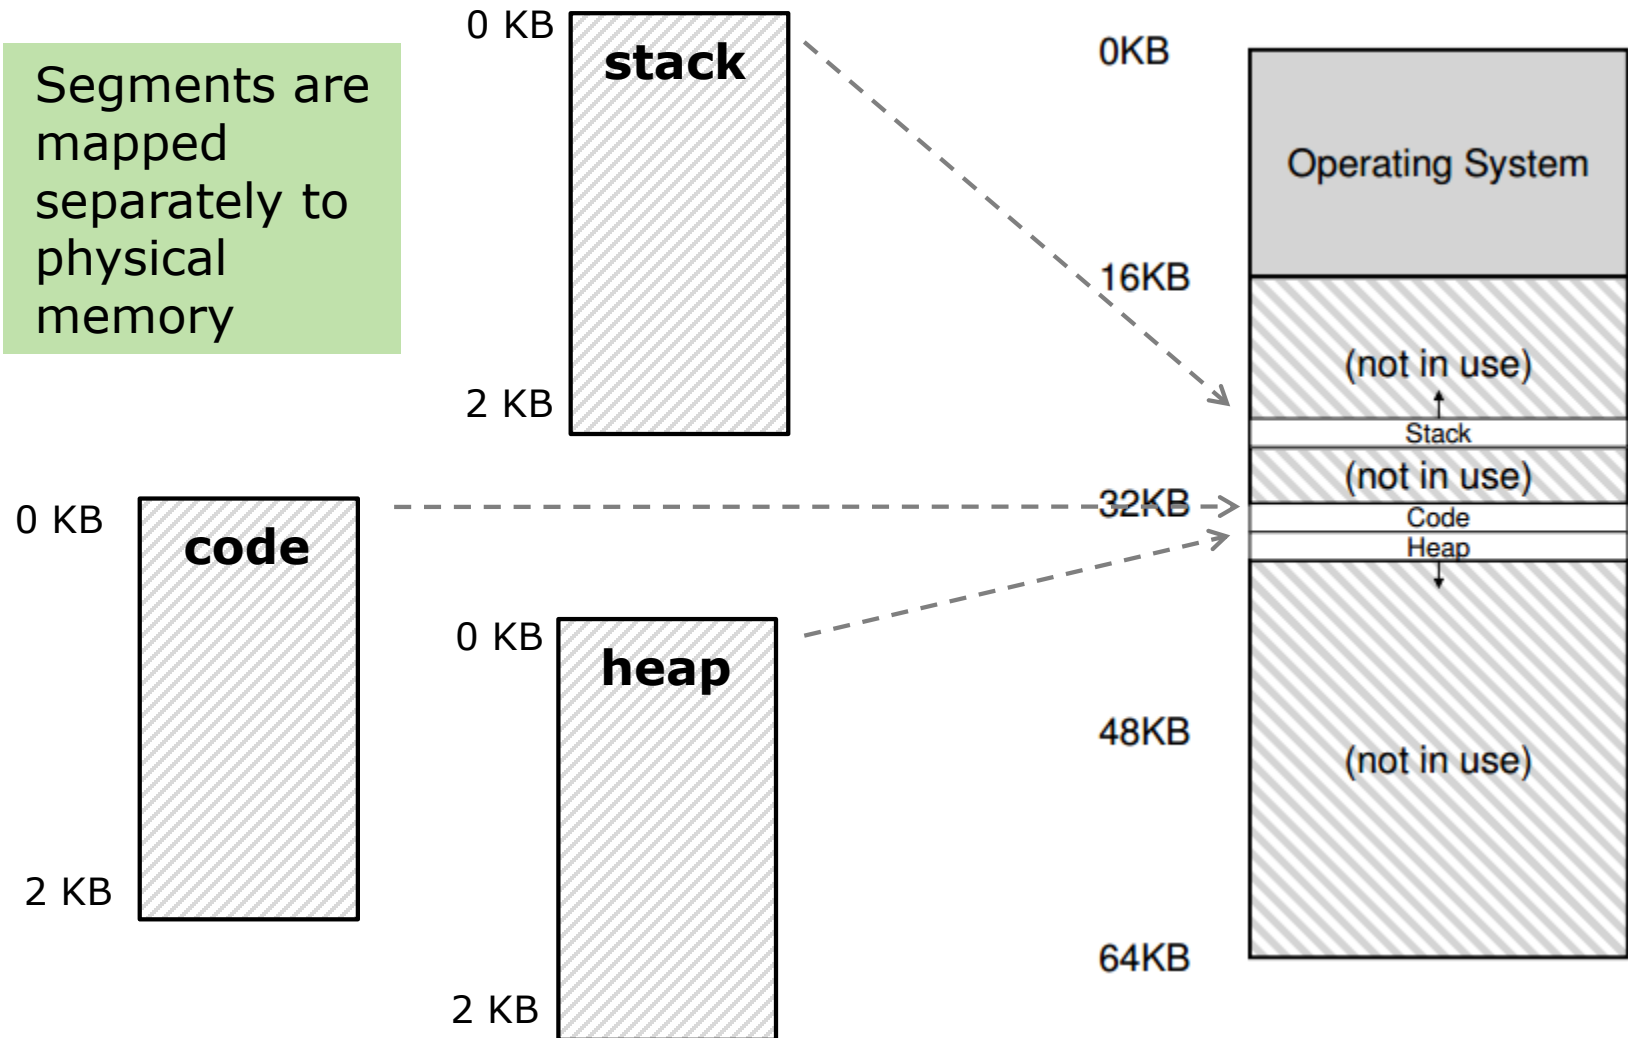 Segments are
mapped
separately to
physical
memory
0 KB
stack
2 KB
0 KB
code
2 KB
0 KB
heap
2 KB
0KB
Operating System
16KB
(not in use)
Stack
(not in use)
32KB
Code
Heap
48KB
(not in use)
64KB